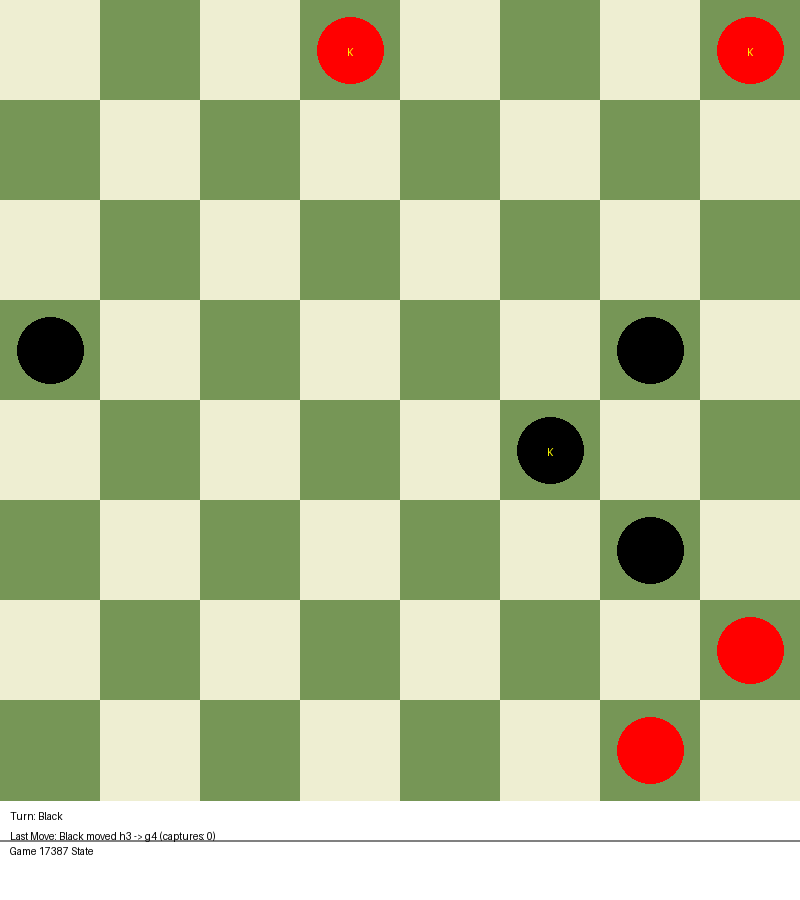 K
K
K
Turn: Black
Last Move: Black moved h3 -> g4 (captures: 0)
Game 17387 State